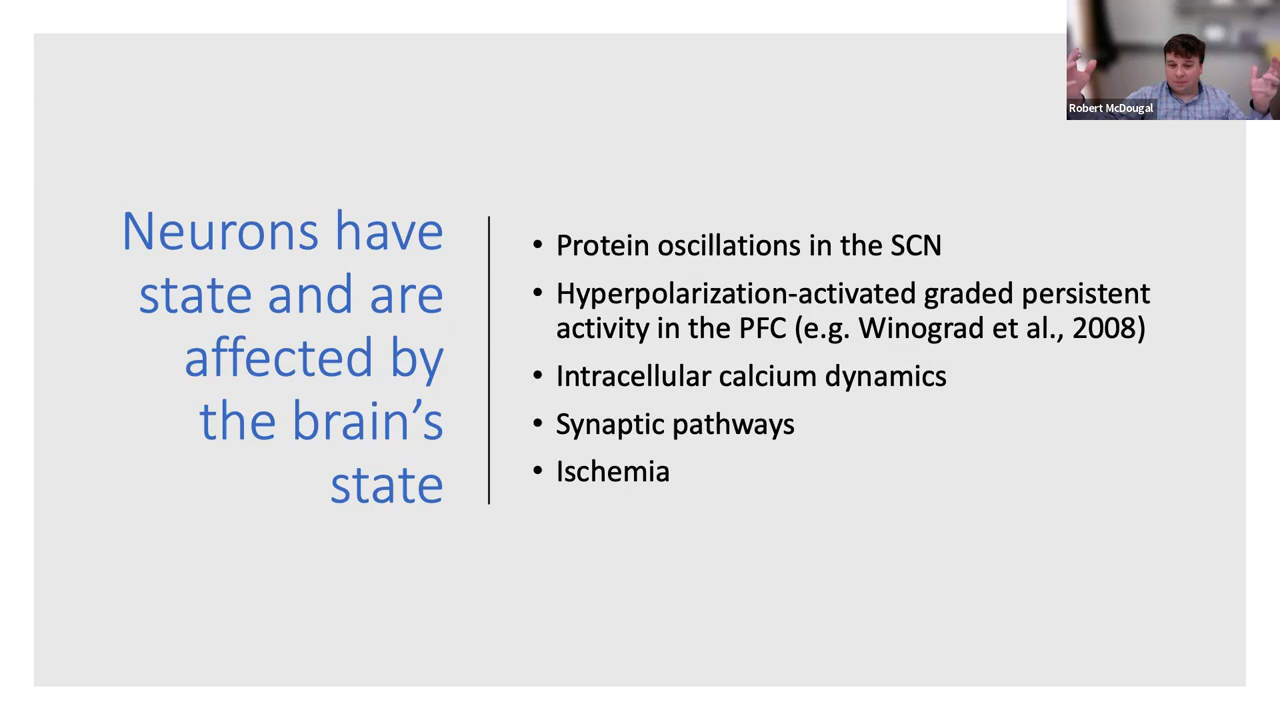 Robert McDougal
Neurons have
state and are
affected by
the brain’s
state
• Protein oscillations in the SCN
• Hyperpolarization-activated graded persistent
activity in the PFC (e.g. Winograd et al., 2008)
• Intracellular calcium dynamics
• Synaptic pathways
• Ischemia